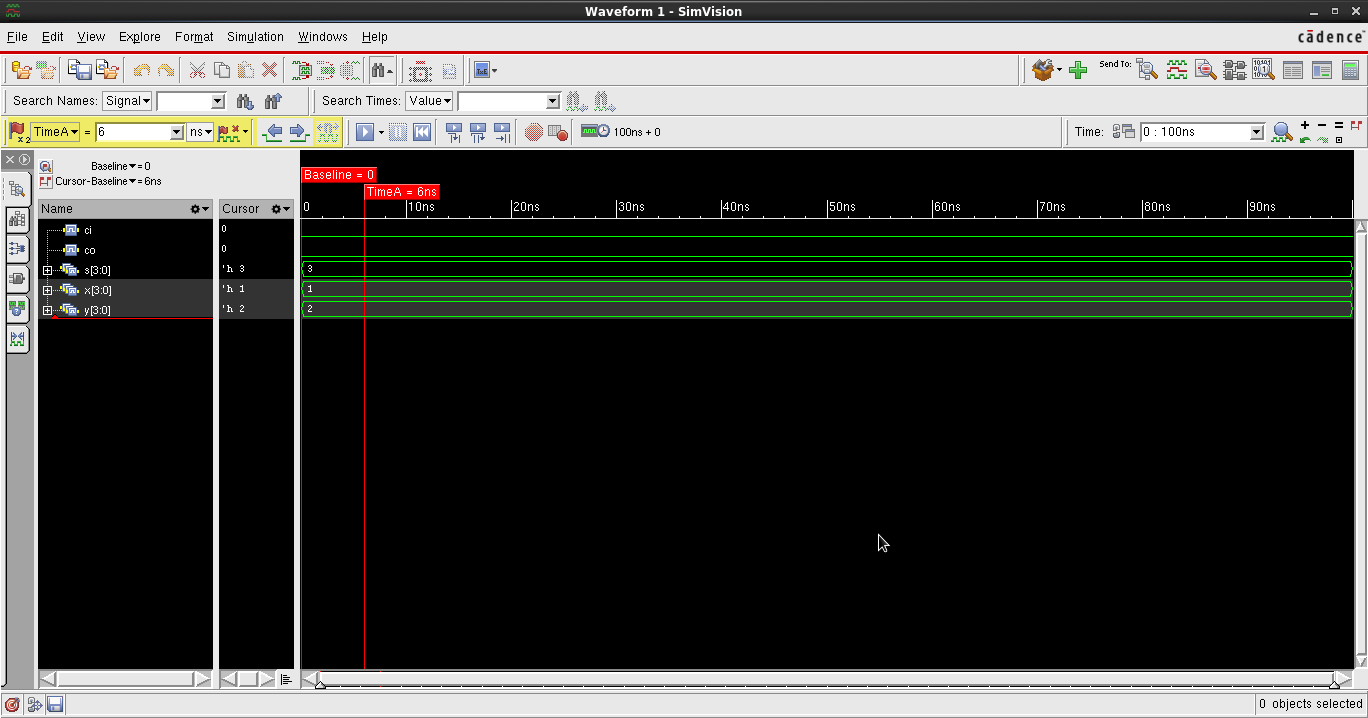 Waveform 1 - SimVision
File Edit View Explore Format Simulation Windows Help
cādence
Send To:
Search Names: Signal Search Times: Value
x2 TimeA = 6 ns 100ns + 0 Time: 0 : 100ns
Baseline = 0
Cursor-Baseline = 6ns
Baseline = 0
TimeA = 6ns
Name Cursor 0 10ns 20ns 30ns 40ns 50ns 60ns 70ns 80ns 90ns
ci 0
co 0
s[3:0] 'h 3 3
x[3:0] 'h 1 1
y[3:0] 'h 2 2
0 objects selected